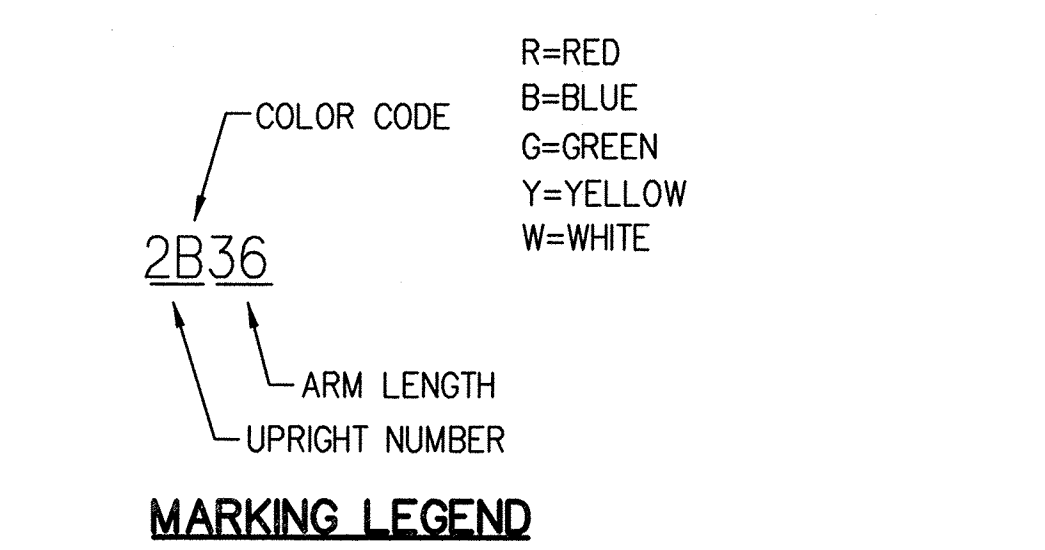 R=RED
B=BLUE
G=GREEN
Y=YELLOW
W=WHITE
COLOR CODE
2B36
ARM LENGTH
UPRIGHT NUMBER
MARKING LEGEND